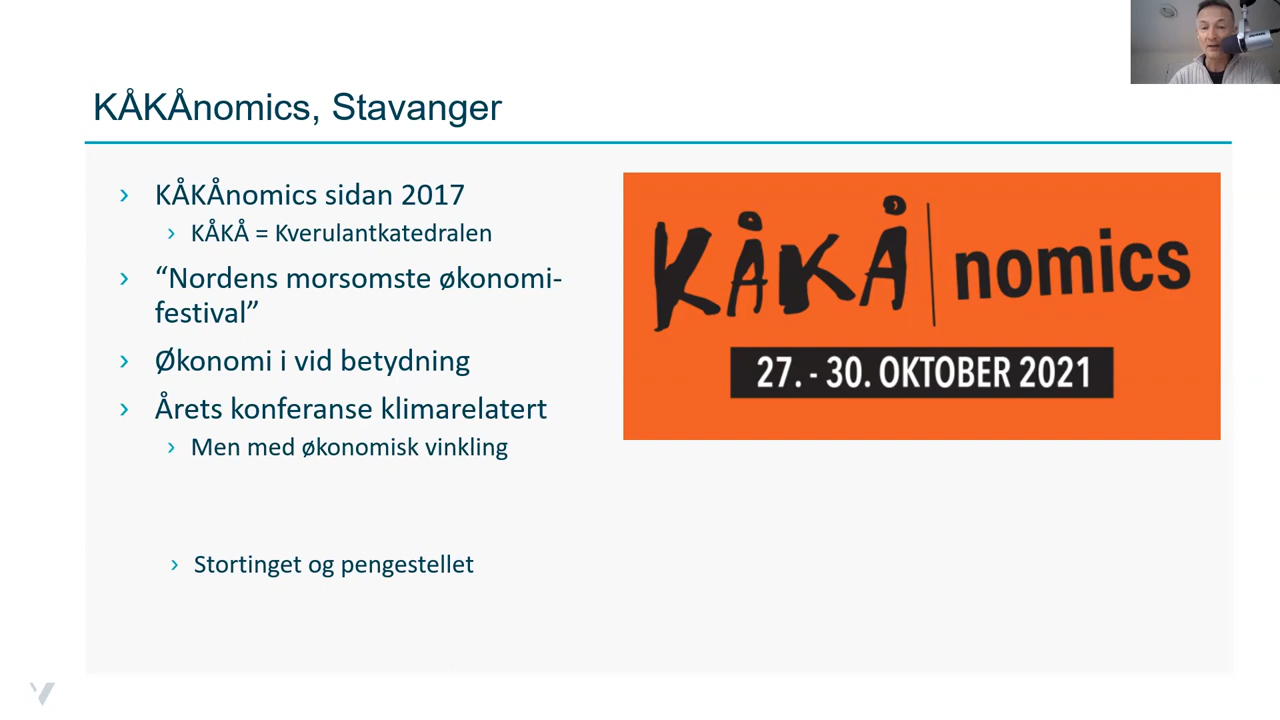 KÅKÅnomics, Stavanger
› KÅKÅnomics sidan 2017
› KÅKÅ = Kverulantkatedralen
› “Nordens morsomste økonomi-
festival”
› Økonomi i vid betydning
› Årets konferanse klimarelatert
› Men med økonomisk vinkling
› Stortinget og pengestellet
KÅKÅ | nomics
27. - 30. OKTOBER 2021